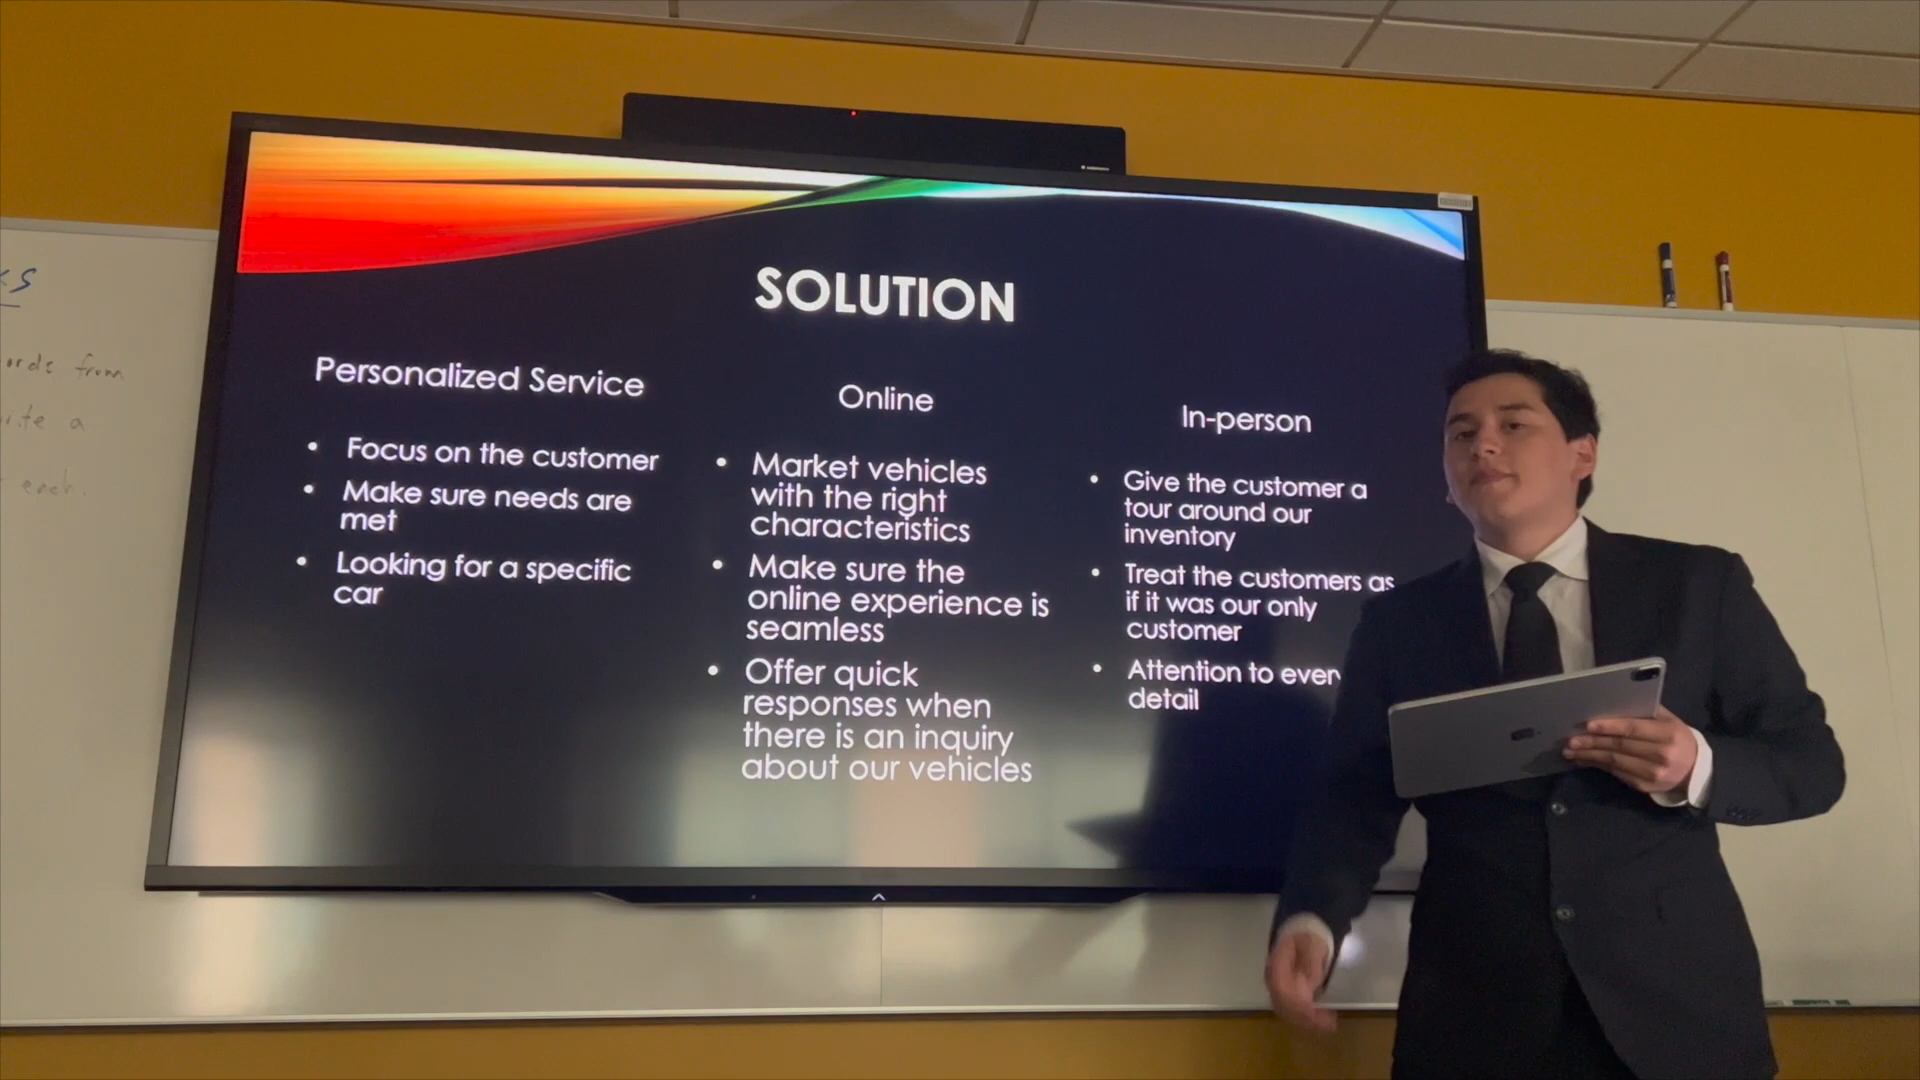 SOLUTION
Personalized Service
• Focus on the customer
• Make sure needs are
met
• Looking for a specific
car
Online
• Market vehicles
with the right
characteristics
• Make sure the
online experience is
seamless
• Offer quick
responses when
there is an inquiry
about our vehicles
In-person
• Give the customer a
tour around our
inventory
• Treat the customers as
if it was our only
customer
• Attention to every
detail
from
a
each.